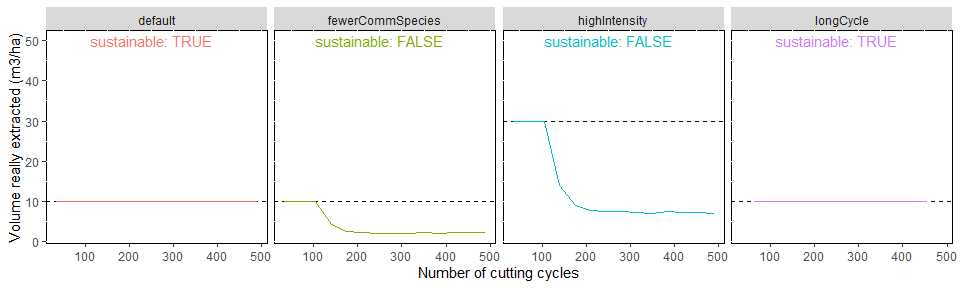 default fewerCommSpecies highIntensity longCycle
sustainable: TRUE sustainable: FALSE sustainable: FALSE sustainable: TRUE
Volume really extracted (m3/ha)
50
40
30
20
10
0
100 200 300 400 500 100 200 300 400 500 100 200 300 400 500 100 200 300 400 500
Number of cutting cycles